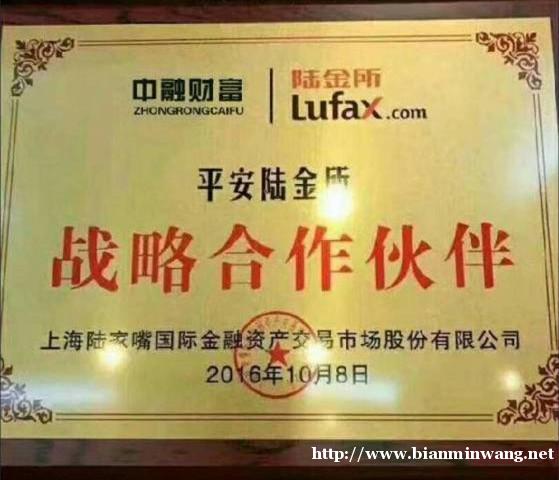 中融财富
ZHONGRONGCAIFU
陆金所
Lufax.com
平安陆金所
战略合作伙伴
上海陆家嘴国际金融资产交易市场股份有限公司
2016年10月8日
http://www.bianminwang.net